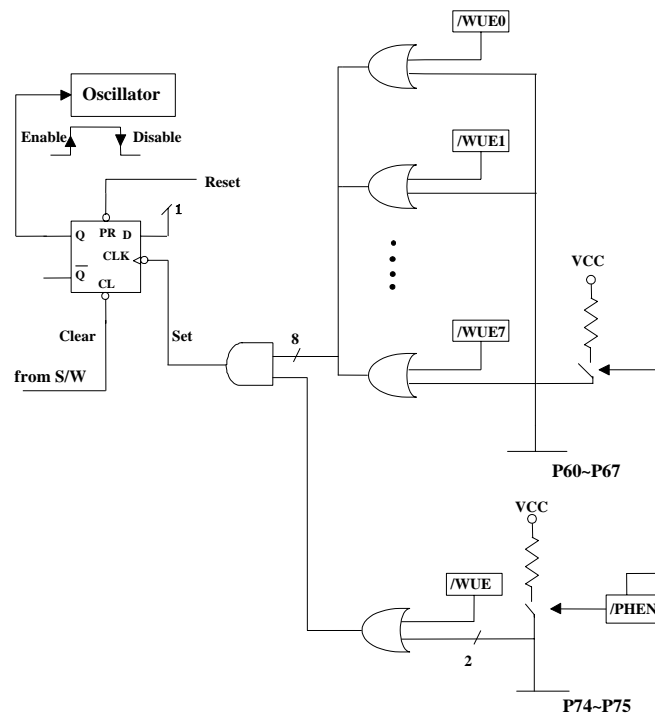 /WUE0
Oscillator
Enable
Disable
/WUE1
Reset
1
PR
Q
D
CLK
Q
CL
VCC
Clear
Set
8
/WUE7
from S/W
P60~P67
VCC
/WUE
/PHEN
2
P74~P75